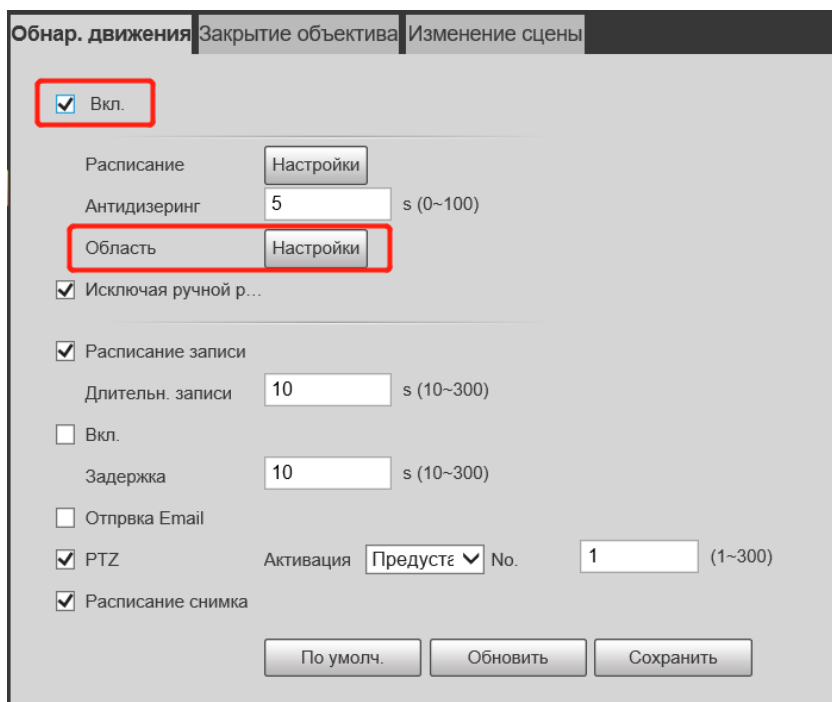 Обнар. движения Закрытие объектива Изменение сцены
Вкл.
Расписание Настройки
Антидизеринг 5 s (0~100)
Область Настройки
Исключая ручной р...
Расписание записи
Длительн. записи 10 s (10~300)
Вкл.
Задержка 10 s (10~300)
Отпрвка Email
PTZ Активация Предуста No. 1 (1~300)
Расписание снимка
По умолч. Обновить Сохранить